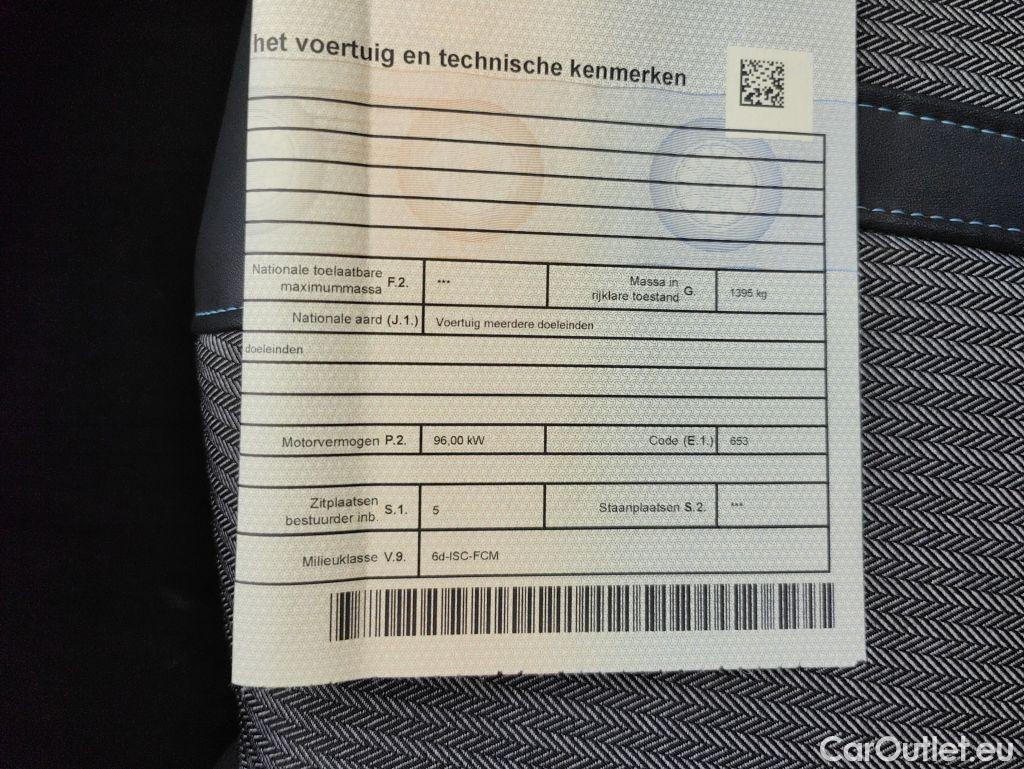 het voertuig en technische kenmerken
Nationale toelaatbare maximummassa F.2. *** Massa in rijklare toestand G. 1395 kg
Nationale aard (J.1.) Voertuig meerdere doeleinden
doeleinden
Motorvermogen P.2. 96,00 kW Code (E.1.) 653
Zitplaatsen bestuurder inb. S.1. 5 Staanplaatsen S.2. ***
Milieuklasse V.9. 6d-ISC-FCM
CarOutlet.eu